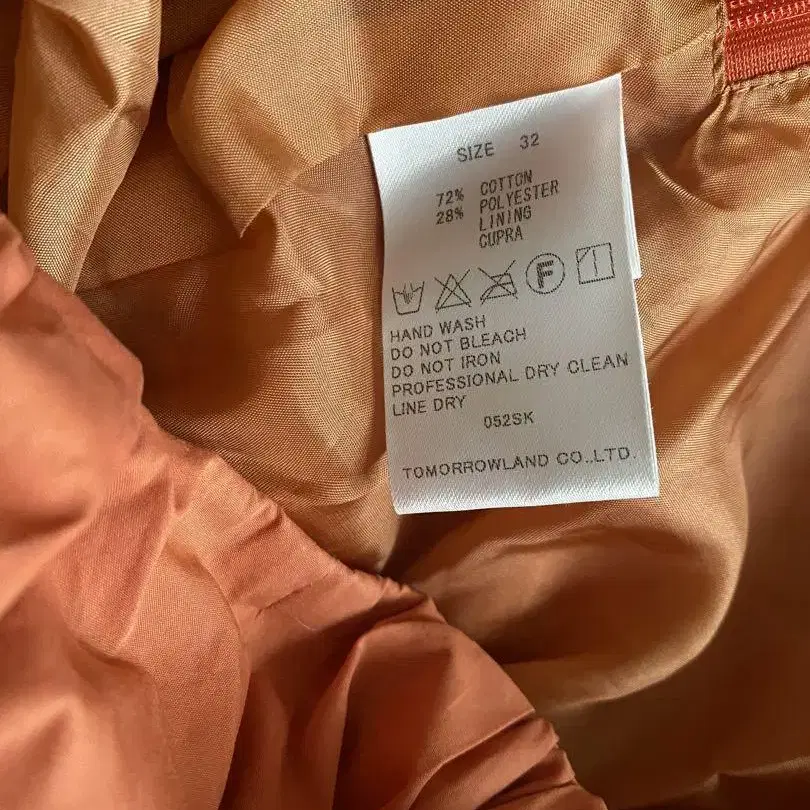 SIZE 32
72% COTTON
28% POLYESTER
LINING
CUPRA
F
HAND WASH
DO NOT BLEACH
DO NOT IRON
PROFESSIONAL DRY CLEAN
LINE DRY
052SK
TOMORROWLAND CO.,LTD.